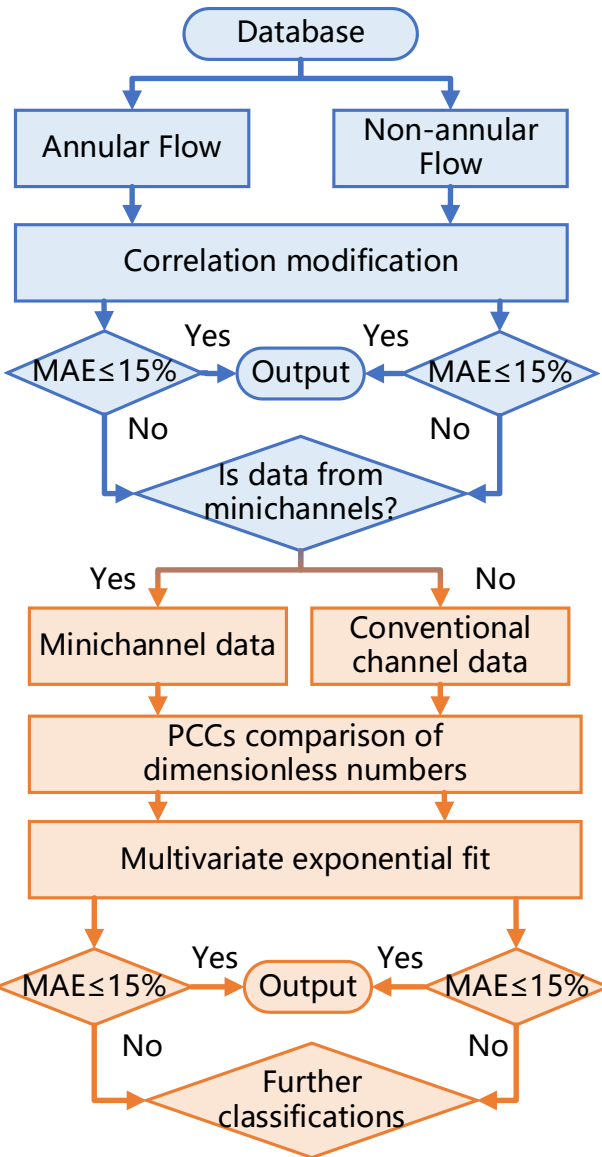 Database
Annular Flow
Non-annular
Flow
Correlation modification
Yes
Yes
MAE≤15%
Output
MAE≤15%
No
No
Is data from
minichannels?
Yes
No
Minichannel data
Conventional
channel data
PCCs comparison of
dimensionless numbers
Multivariate exponential fit
Yes
Yes
MAE≤15%
Output
MAE≤15%
No
No
Further
classifications